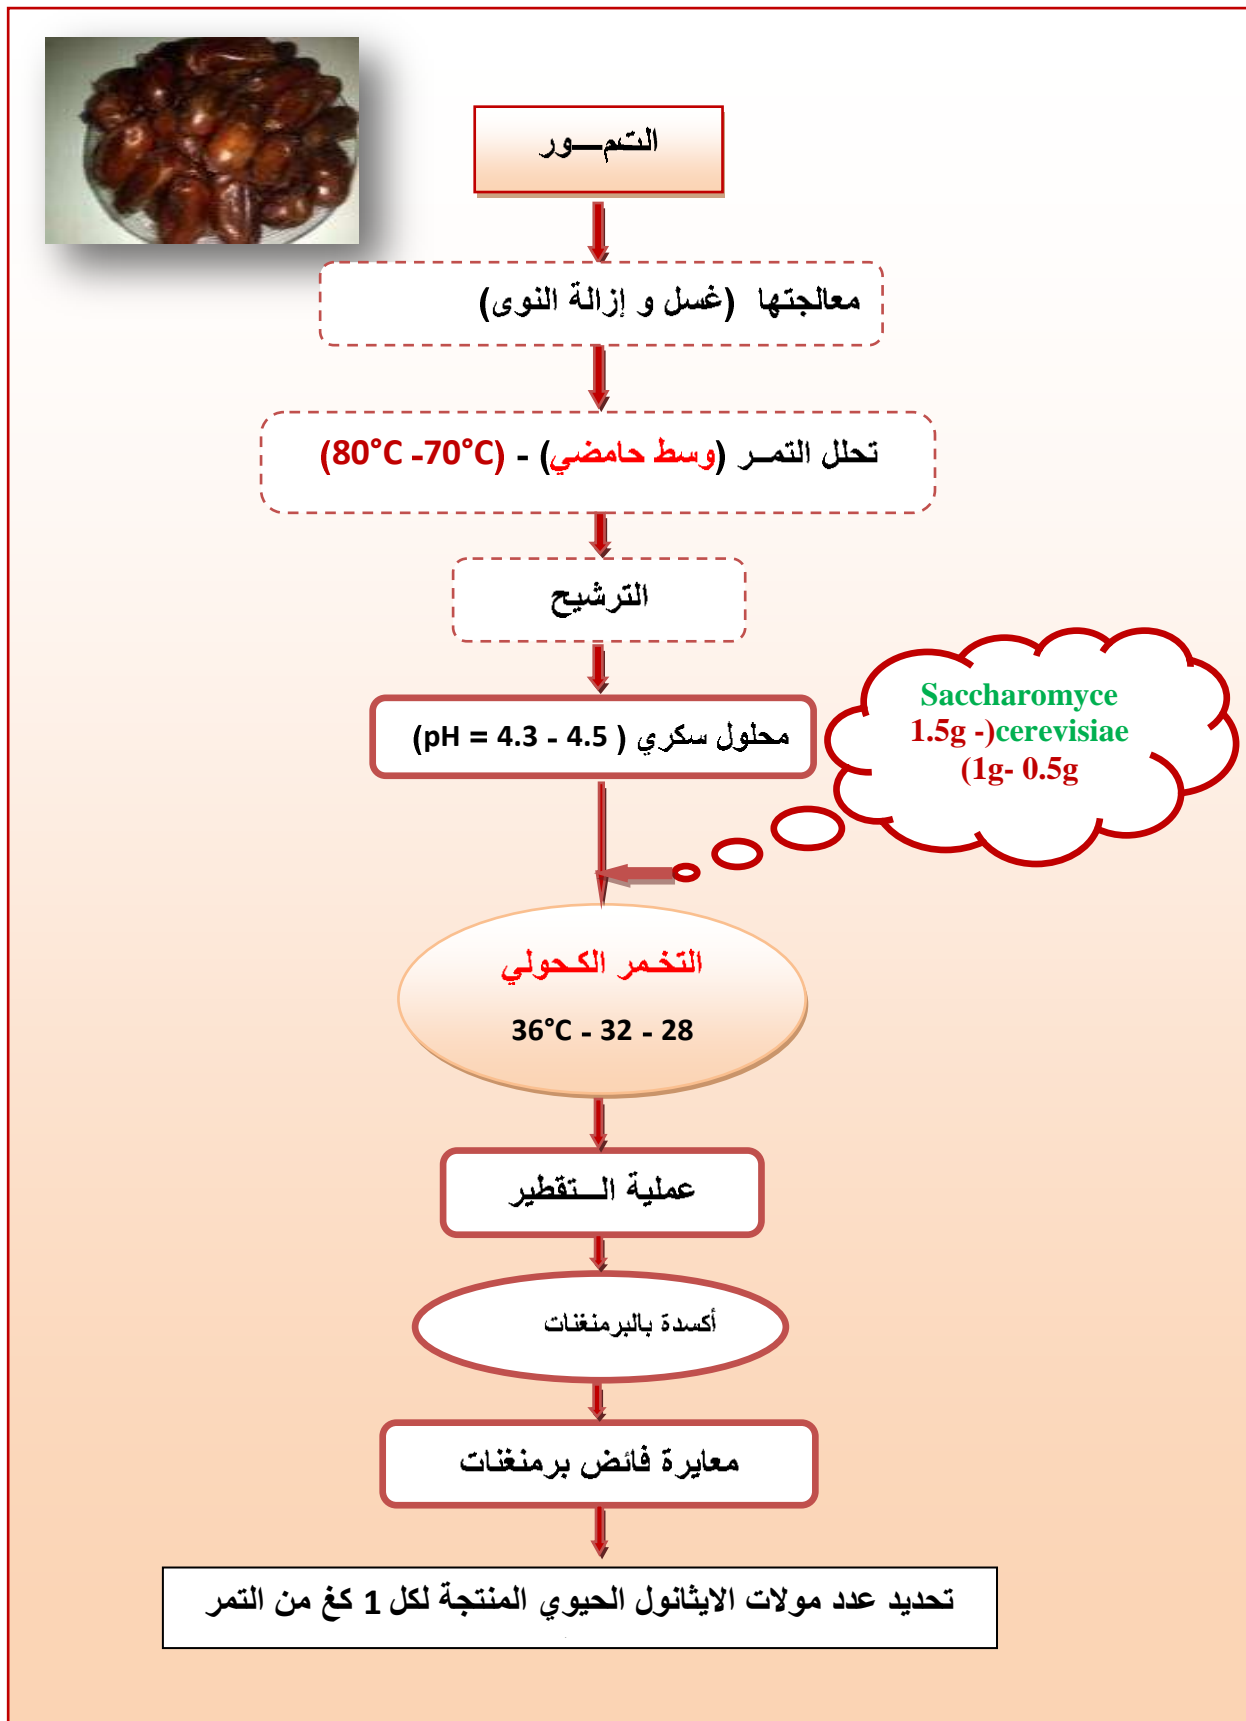 التمـــور
معالجتها (غسل و إزالة النوى)
تحلل التمــر (وسط حامضي) - (80°C -70°C)
الترشيح
محلول سكري ( pH = 4.3 - 4.5)
Saccharomyce
1.5g -)cerevisiae
(1g- 0.5g
التخـمر الكـحولي
36°C - 32 - 28
عملية الـــتقطير
أكسدة بالبرمنغنات
معايرة فائض برمنغنات
تحديد عدد مولات الايثانول الحيوي المنتجة لكل 1 كغ من التمر